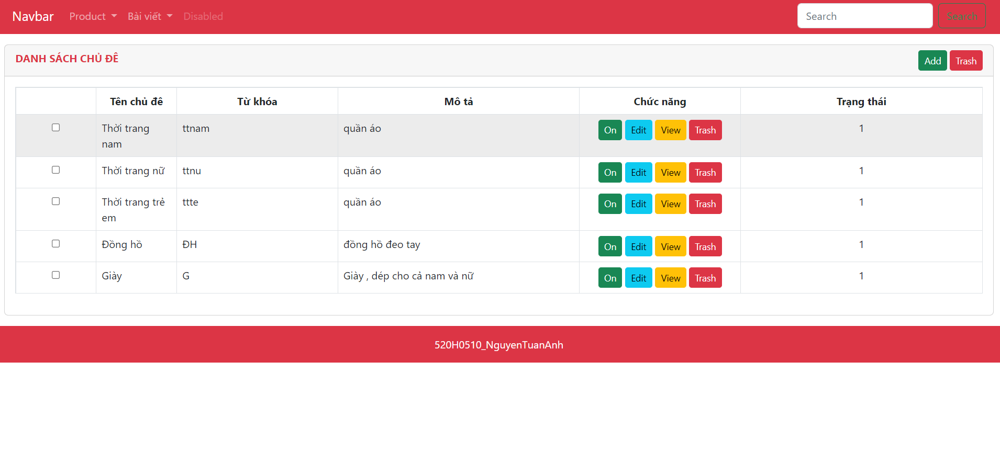 Navbar Product Bài viết Disabled Search Search
DANH SÁCH CHỦ ĐỀ Add Trash
Tên chủ đề Từ khóa Mô tả Chức năng Trạng thái
Thời trang nam ttnam quần áo On Edit View Trash 1
Thời trang nữ ttnu quần áo On Edit View Trash 1
Thời trang trẻ em ttte quần áo On Edit View Trash 1
Đồng hồ ĐH đồng hồ đeo tay On Edit View Trash 1
Giày G Giày , dép cho cả nam và nữ On Edit View Trash 1
520H0510_NguyenTuanAnh